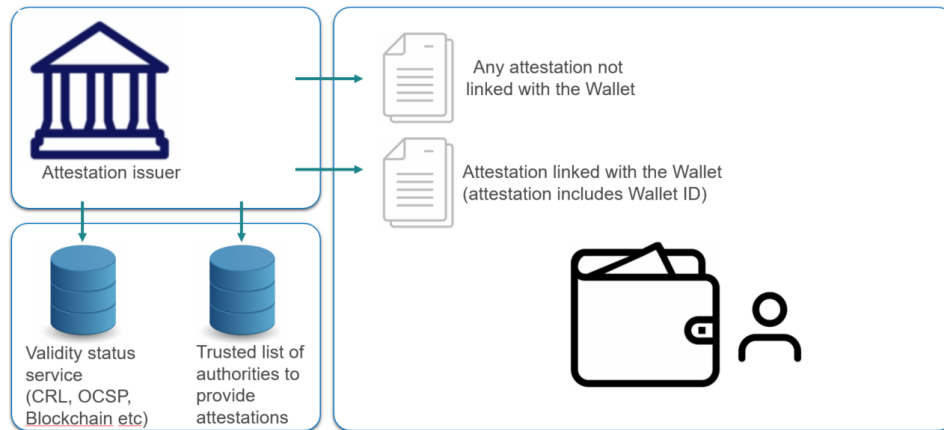 Attestation issuer
Any attestation not
linked with the Wallet
Attestation linked with the Wallet
(attestation includes Wallet ID)
Validity status
service
(CRL, OCSP,
Blockchain etc)
Trusted list of
authorities to
provide
attestations